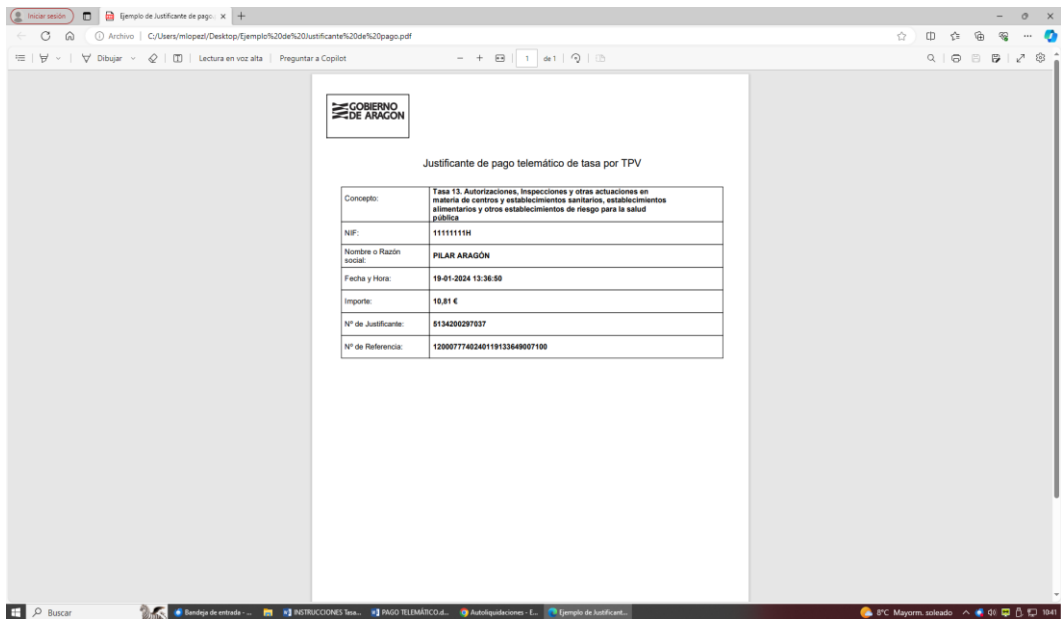 Iniciar sesión
Ejemplo de Justificante de pago.
Archivo
C:/Users/mlopezl/Desktop/Ejemplo%20de%20Justificante%20de%20pago.pdf
Dibujar
Lectura en voz alta
Preguntar a Copilot
1
de 1
GOBIERNO
DE ARAGON
Justificante de pago telemático de tasa por TPV
Concepto:
Tasa 13. Autorizaciones, Inspecciones y otras actuaciones en
materia de centros y establecimientos sanitarios, establecimientos
alimentarios y otros establecimientos de riesgo para la salud
pública
NIF:
11111111H
Nombre o Razón
social:
PILAR ARAGÓN
Fecha y Hora:
19-01-2024 13:36:50
Importe:
10,81 €
Nº de Justificante:
5134200297037
Nº de Referencia:
1200077740240119133649007100
Buscar
Bandeja de entrada - ...
INSTRUCCIONES Tasa...
PAGO TELEMÁTICO.d...
Autoliquidaciones - E...
Ejemplo de Justificant...
8°C Mayorm. soleado
10:41